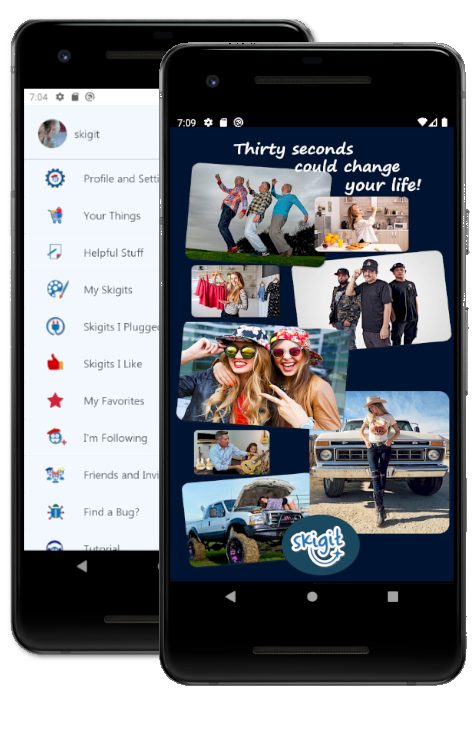 7:04
skigit
Profile and Setti
Your Things
Helpful Stuff
My Skigits
Skigits I Plugged
Skigits I Like
My Favorites
I'm Following
Friends and Invi
Find a Bug?
Tutorial
7:09
Thirty seconds
could change
your life!
skigit